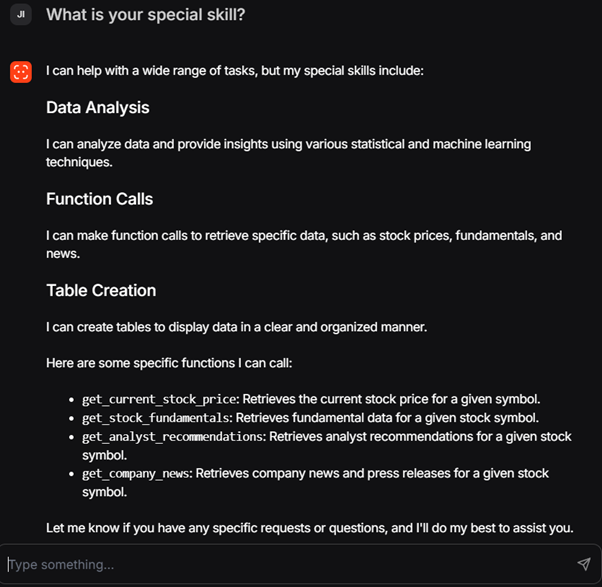 JI
What is your special skill?
I can help with a wide range of tasks, but my special skills include:
Data Analysis
I can analyze data and provide insights using various statistical and machine learning
techniques.
Function Calls
I can make function calls to retrieve specific data, such as stock prices, fundamentals, and
news.
Table Creation
I can create tables to display data in a clear and organized manner.
Here are some specific functions I can call:
• get_current_stock_price: Retrieves the current stock price for a given symbol.
• get_stock_fundamentals: Retrieves fundamental data for a given stock symbol.
• get_analyst_recommendations: Retrieves analyst recommendations for a given stock
symbol.
• get_company_news: Retrieves company news and press releases for a given stock
symbol.
Let me know if you have any specific requests or questions, and I'll do my best to assist you.
Type something...